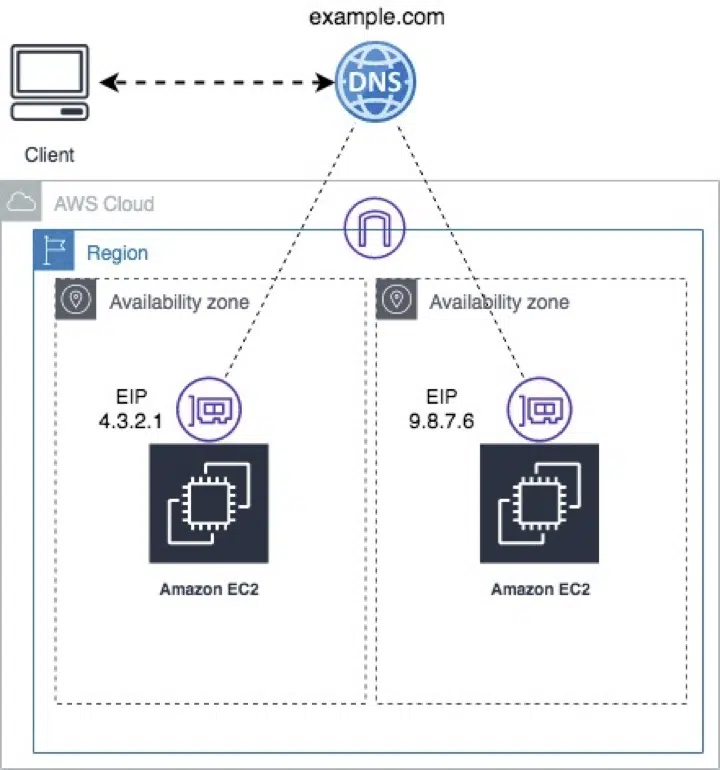 example.com
DNS
Client
AWS Cloud
Region
Availability zone
Availability zone
EIP
4.3.2.1
EIP
9.8.7.6
Amazon EC2
Amazon EC2